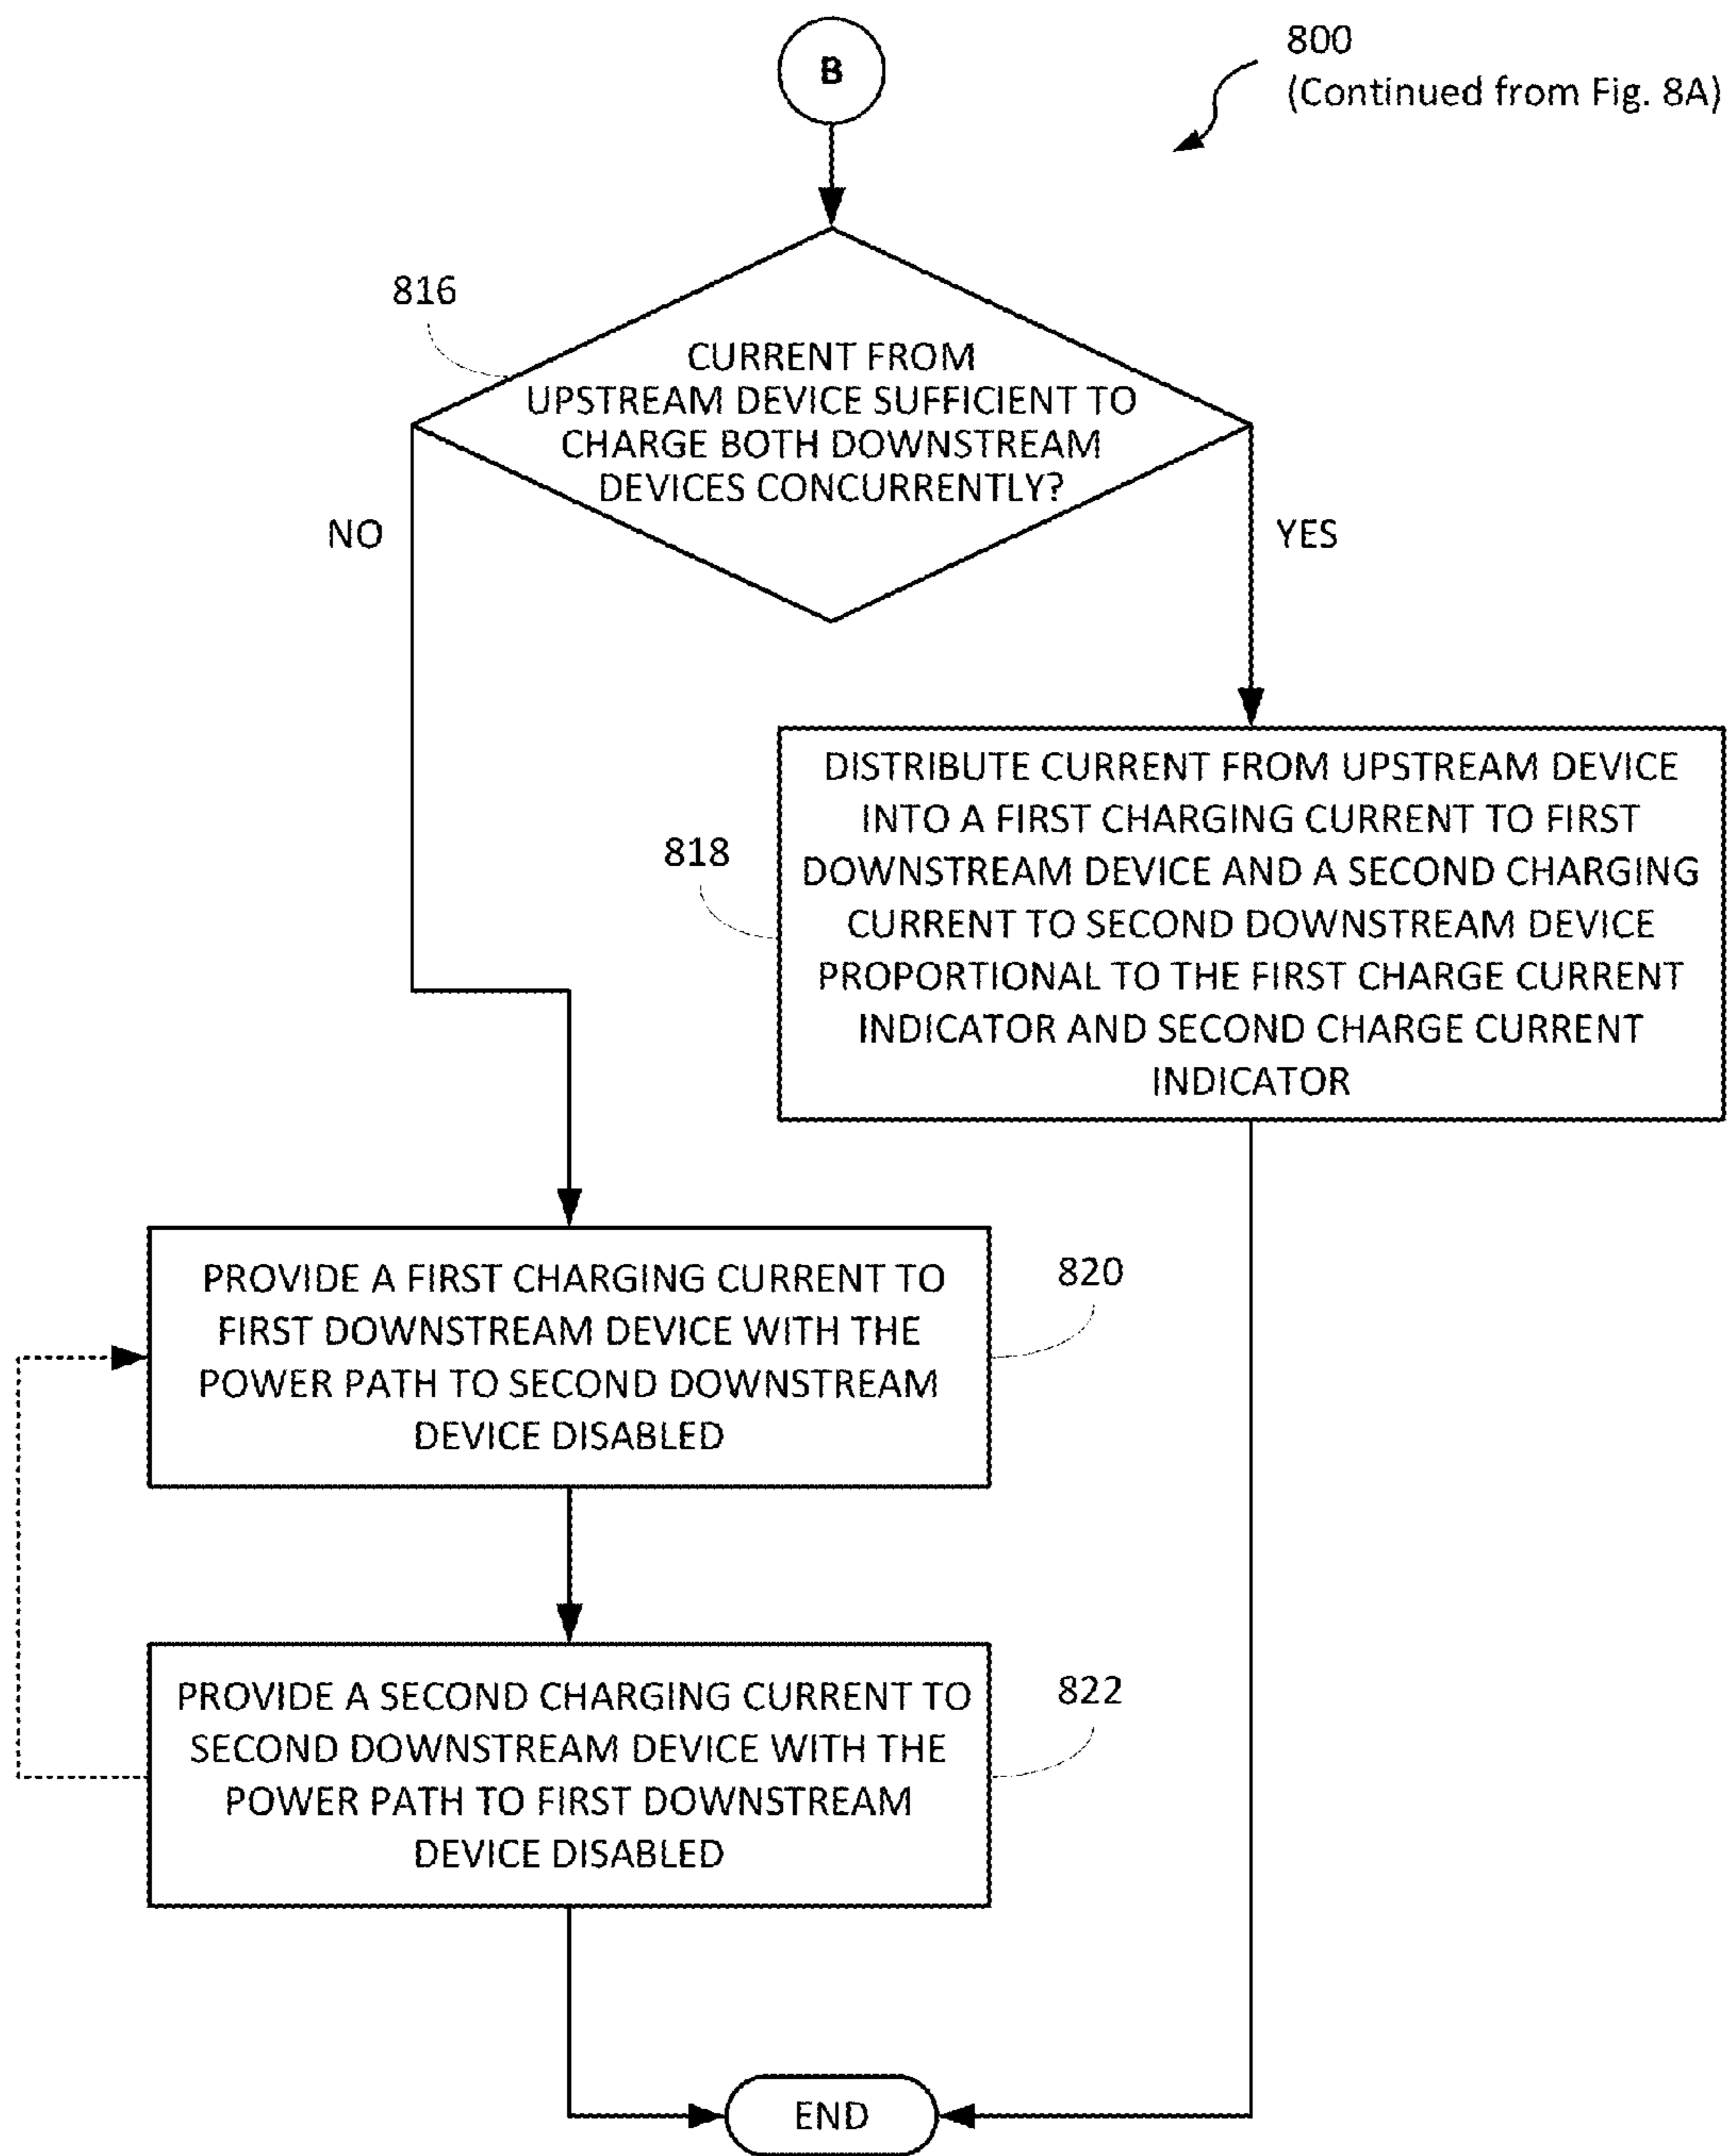 B
800
(Continued from Fig. 8A)
816
CURRENT FROM
UPSTREAM DEVICE SUFFICIENT TO
CHARGE BOTH DOWNSTREAM
DEVICES CONCURRENTLY?
NO
YES
818
DISTRIBUTE CURRENT FROM UPSTREAM DEVICE
INTO A FIRST CHARGING CURRENT TO FIRST
DOWNSTREAM DEVICE AND A SECOND CHARGING
CURRENT TO SECOND DOWNSTREAM DEVICE
PROPORTIONAL TO THE FIRST CHARGE CURRENT
INDICATOR AND SECOND CHARGE CURRENT
INDICATOR
PROVIDE A FIRST CHARGING CURRENT TO
FIRST DOWNSTREAM DEVICE WITH THE
POWER PATH TO SECOND DOWNSTREAM
DEVICE DISABLED
820
PROVIDE A SECOND CHARGING CURRENT TO
SECOND DOWNSTREAM DEVICE WITH THE
POWER PATH TO FIRST DOWNSTREAM
DEVICE DISABLED
822
END